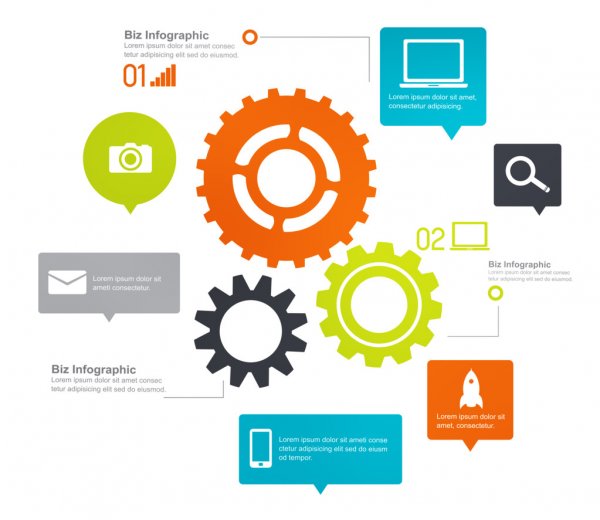 Biz Infographic
Lorem ipsum dolor sit amet, consec
tetur adipisicing elit, sed do eiusmod.
01
Lorem ipsum dolor sit amet,
consectetur adipisicing.
02
Biz Infographic
Lorem ipsum dolor sit amet, consec
tetur adipisicing elit, sed do eiusmod.
Lorem ipsum dolor sit
ameti consectetur.
Biz Infographic
Lorem ipsum dolor sit amet, consec
tetur adipisicing elit, sed do eiusmod.
Lorem ipsum dolor sit
amet, consectetur.
Lorem ipsum dolor sit amet, conse
ctetur adipisicing elit, sed do eiusm
od tempor.